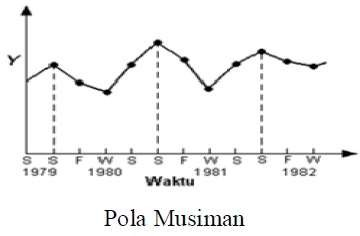 Y
S S F W S S F W S S F W
1979 1980 1981 1982
Waktu
Pola Musiman